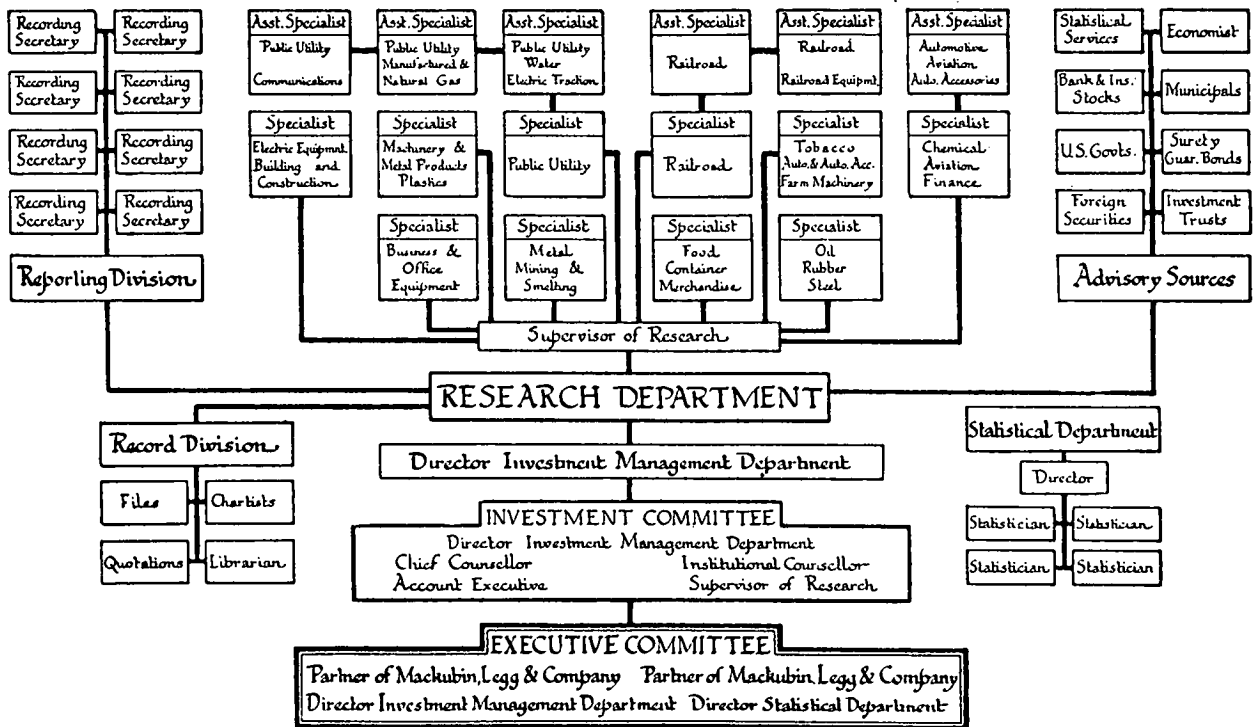 Recording
Secretary
Recording
Secretary
Recording
Secretary
Recording
Secretary
Recording
Secretary
Recording
Secretary
Recording
Secretary
Recording
Secretary
Reporting Division
Asst. Specialist
Public Utility
Communications
Asst. Specialist
Public Utility
Manufactured &
Natural Gas
Asst. Specialist
Public Utility
Water
Electric Traction
Asst. Specialist
Railroad
Asst. Specialist
Railroad
Railroad Equipmt.
Asst. Specialist
Automotive
Aviation
Auto. Accessories
Specialist
Electric Equipmnt.
Building and
Construction
Specialist
Machinery &
Metal Products
Plastics
Specialist
Public Utility
Specialist
Railroad
Specialist
Tobacco
Auto. & Auto. Acc.
Farm Machinery
Specialist
Chemical
Aviation
Finance
Specialist
Business &
Office
Equipment
Specialist
Metal
Mining &
Smelting
Specialist
Food
Container
Merchandise
Specialist
Oil
Rubber
Steel
Supervisor of Research
Statistical
Services
Economist
Bank & Ins.
Stocks
Municipals
U.S. Govts.
Surety
Guar. Bonds
Foreign
Securities
Investment
Trusts
Advisory Sources
RESEARCH DEPARTMENT
Record Division
Files
Chartists
Quotations
Librarian
Director Investment Management Department
Statistical Department
Director
Statistician
Statistician
Statistician
Statistician
INVESTMENT COMMITTEE
Director Investment Management Department
Chief Counsellor Institutional Counsellor
Account Executive Supervisor of Research
EXECUTIVE COMMITTEE
Partner of Mackubin, Legg & Company Partner of Mackubin, Legg & Company
Director Investment Management Department Director Statistical Department